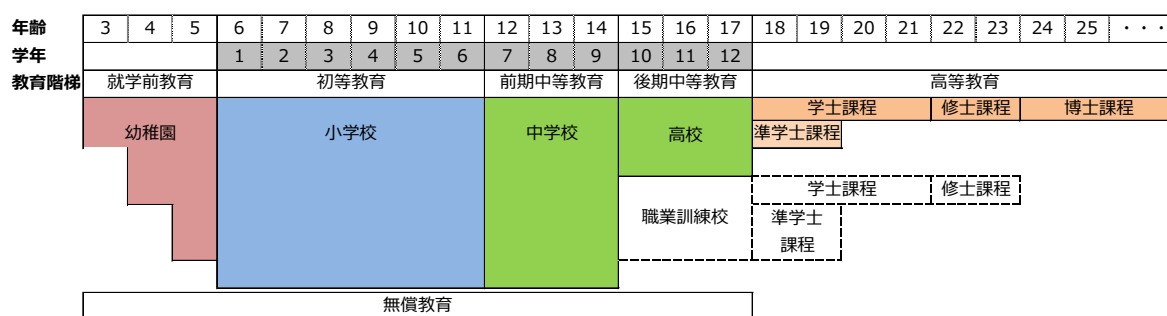 年齢 3 4 5 6 7 8 9 10 11 12 13 14 15 16 17 18 19 20 21 22 23 24 25 ・・・
学年 1 2 3 4 5 6 7 8 9 10 11 12
教育階梯 就学前教育 初等教育 前期中等教育 後期中等教育 高等教育
学士課程 修士課程 博士課程
幼稚園 小学校 中学校 高校 準学士課程
学士課程 修士課程
職業訓練校 準学士
課程
無償教育